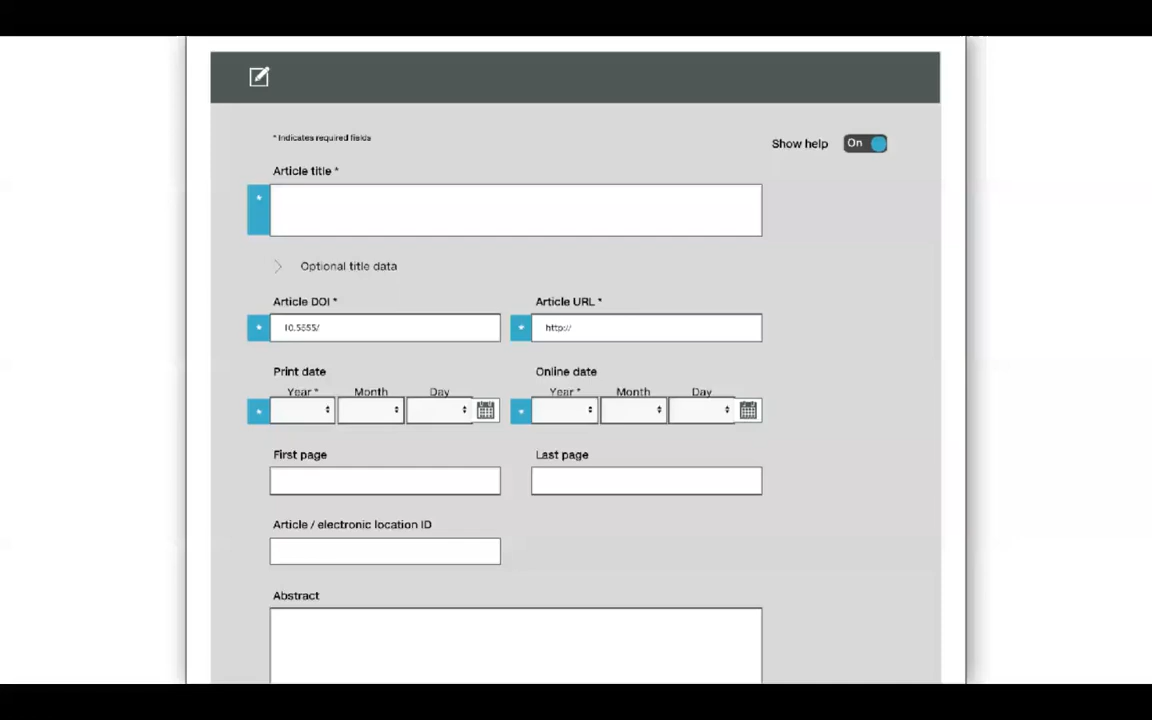 * Indicates required fields
Show help On
Article title *
*
Optional title data
Article DOI * Article URL *
* 10.5555/ * http://
Print date Online date
Year * Month Day Year * Month Day
* *
First page Last page
Article / electronic location ID
Abstract